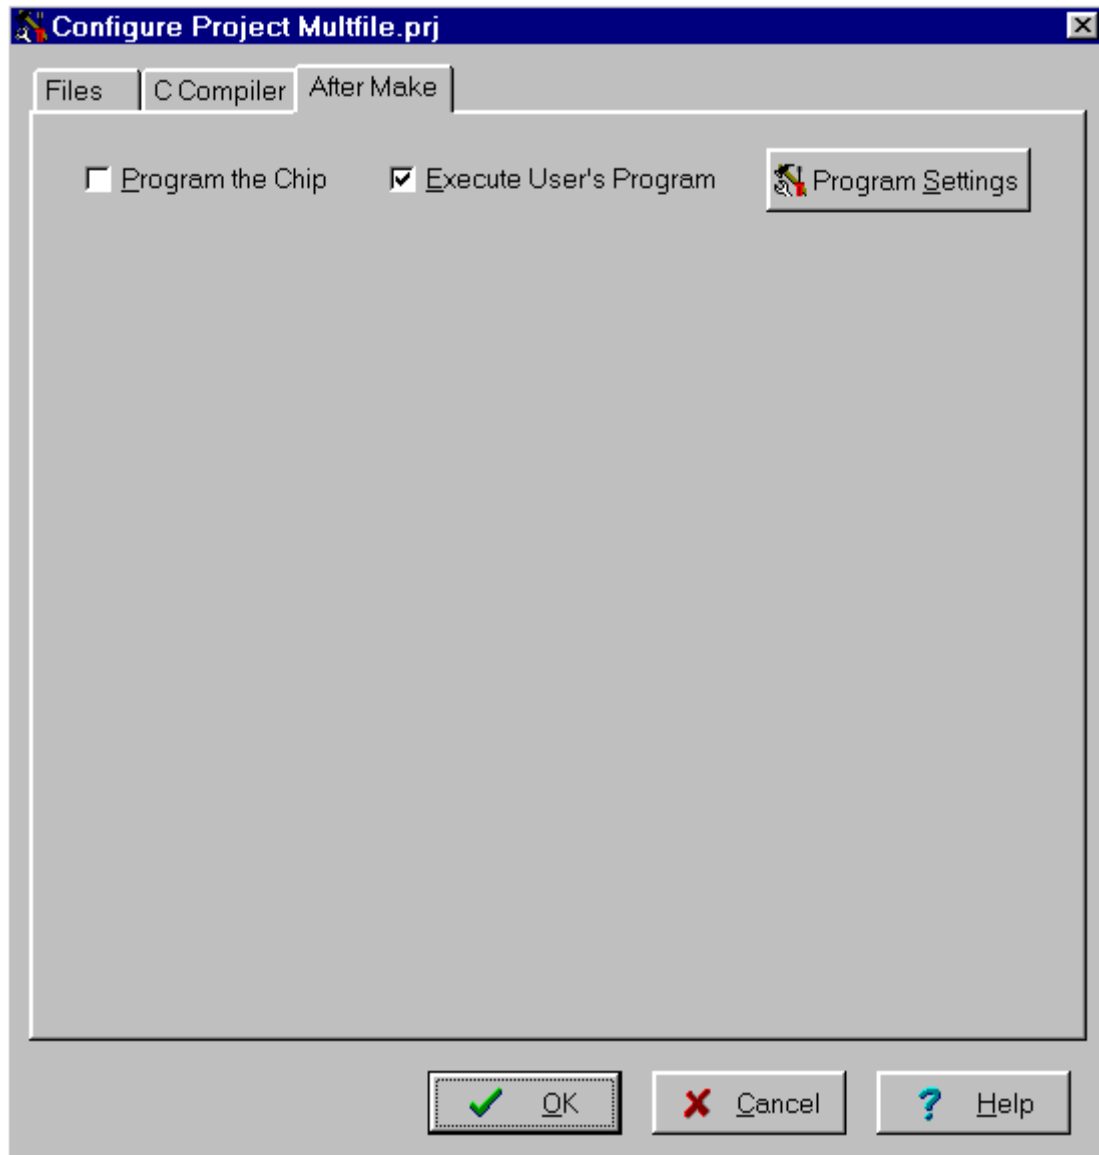 Configure Project Multfile.prj
Files C Compiler After Make
Program the Chip Execute User's Program Program Settings
OK Cancel Help